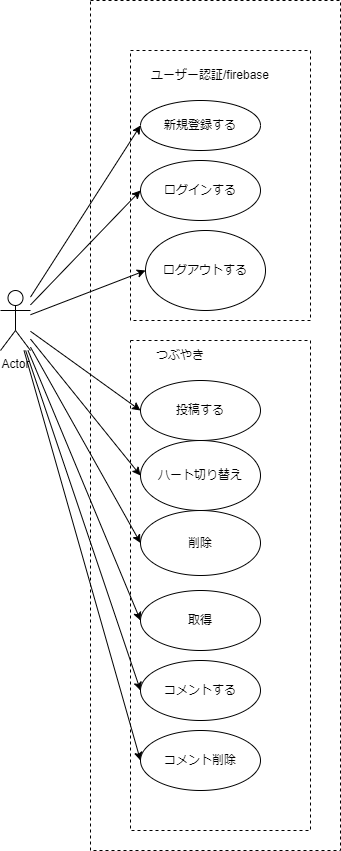 ユーザー認証/firebase
新規登録する
ログインする
ログアウトする
Actor
つぶやき
投稿する
ハート切り替え
削除
取得
コメントする
コメント削除